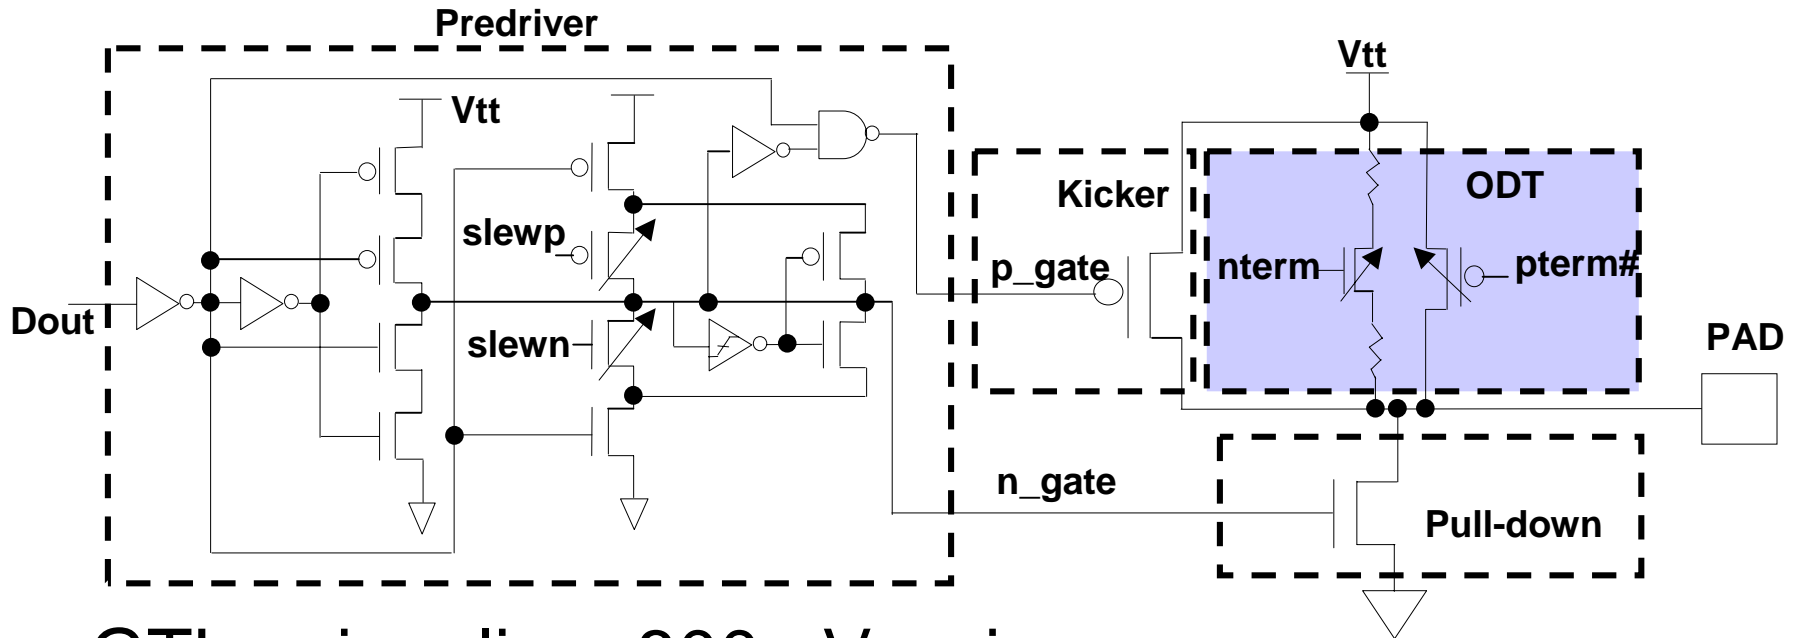 Predriver
Vtt
Vtt
Kicker
ODT
slewp
p_gate
nterm
pterm#
Dout
slewn
PAD
n_gate
Pull-down